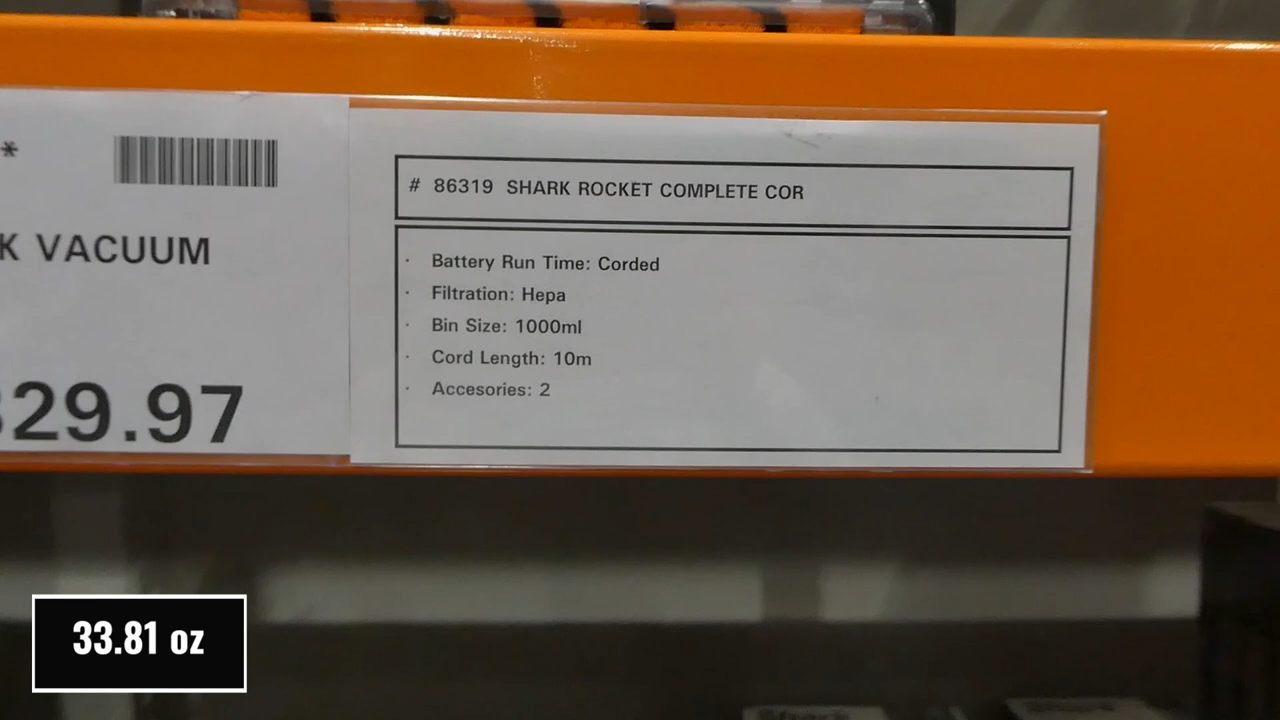 *
K VACUUM
29.97
# 86319 SHARK ROCKET COMPLETE COR
· Battery Run Time: Corded
· Filtration: Hepa
· Bin Size: 1000ml
· Cord Length: 10m
· Accesories: 2
33.81 oz